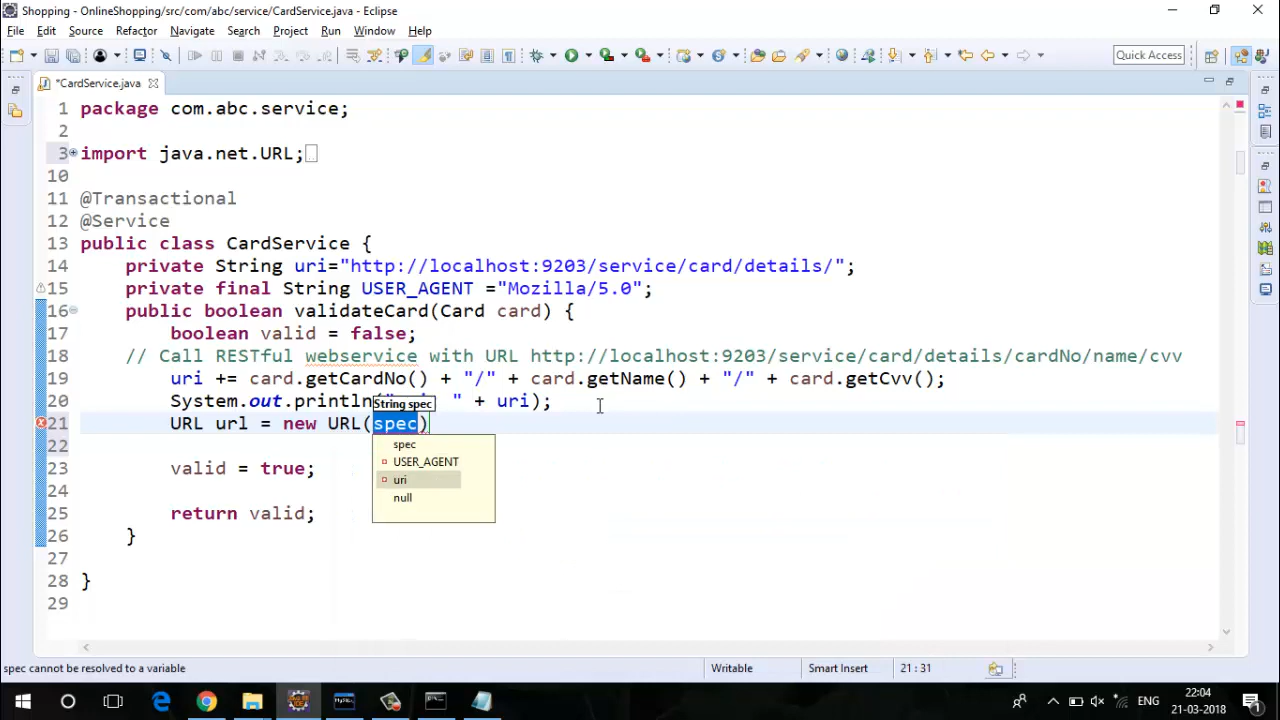 Shopping - OnlineShopping/src/com/abc/service/CardService.java - Eclipse
File Edit Source Refactor Navigate Search Project Run Window Help
Quick Access
*CardService.java
1 package com.abc.service;
2
3 import java.net.URL;
10
11 @Transactional
12 @Service
13 public class CardService {
14 private String uri="http://localhost:9203/service/card/details/";
15 private final String USER_AGENT ="Mozilla/5.0";
16 public boolean validateCard(Card card) {
17 boolean valid = false;
18 // Call RESTful webservice with URL http://localhost:9203/service/card/details/cardNo/name/cvv
19 uri += card.getCardNo() + "/" + card.getName() + "/" + card.getCvv();
20 System.out.println( " + uri);
String spec
21 URL url = new URL(spec)
spec
22
USER_AGENT
23 valid = true;
uri
24
null
25 return valid;
26 }
27
28 }
29
spec cannot be resolved to a variable Writable Smart Insert 21 : 31
ENG 22:04
21-03-2018
1